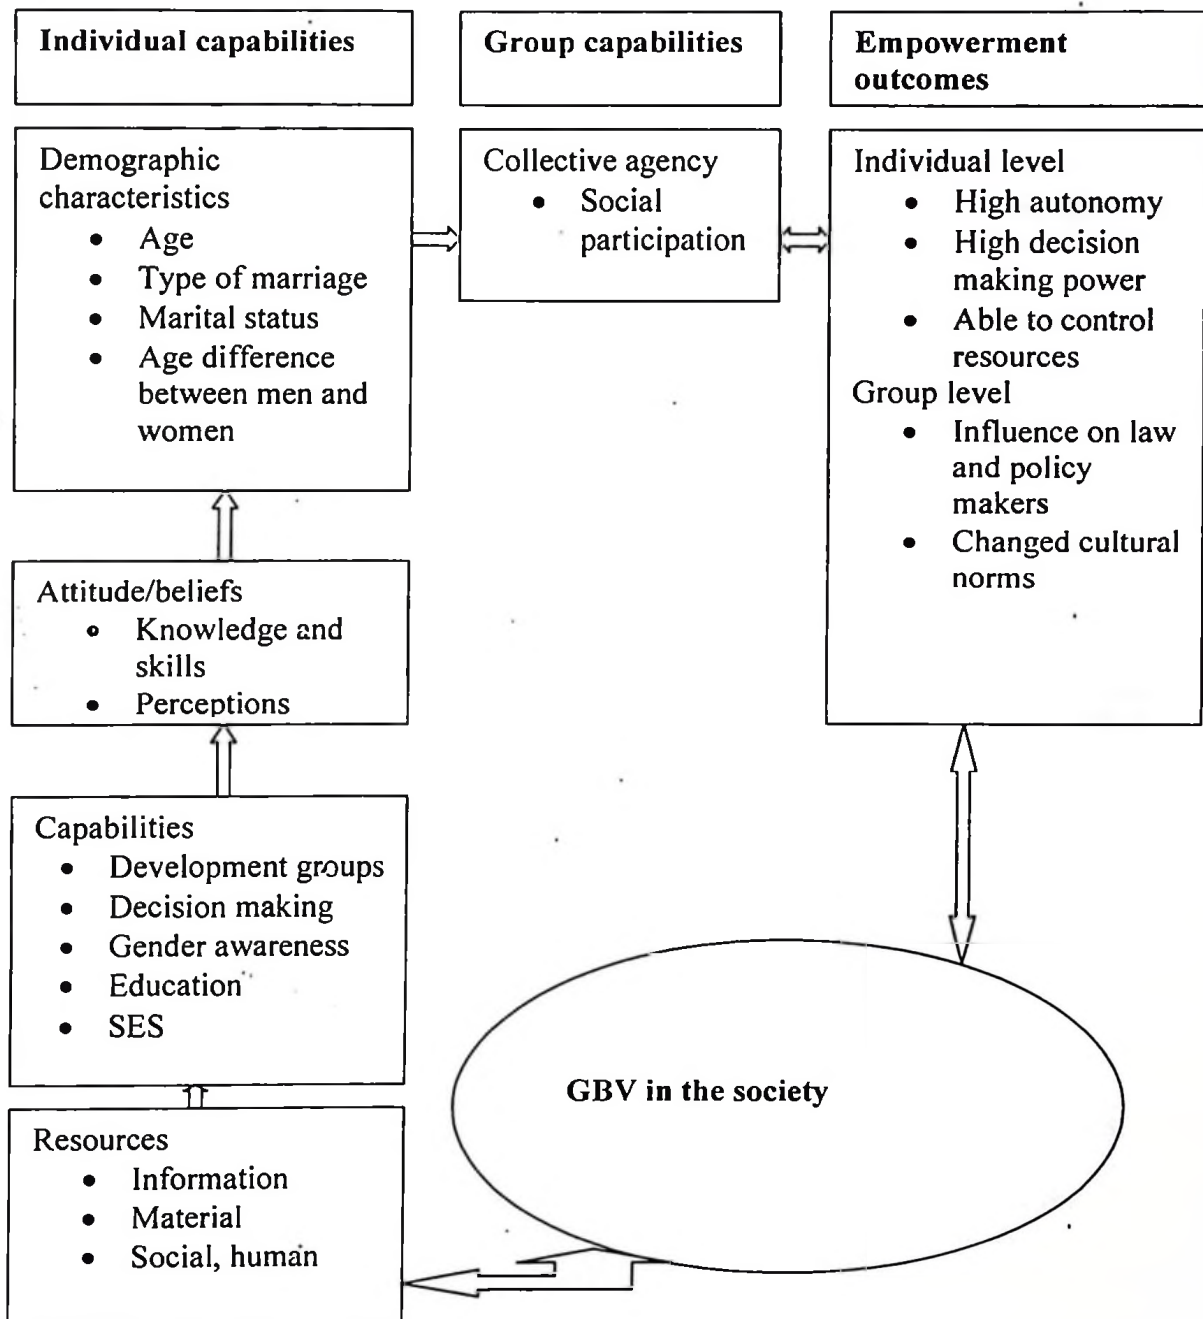 Individual capabilities
Group capabilities
Empowerment
outcomes
Demographic
characteristics
• Age
• Type of marriage
• Marital status
• Age difference
between men and
women
Collective agency
• Social
participation
Individual level
• High autonomy
• High decision
making power
• Able to control
resources
Group level
• Influence on law
and policy
makers
• Changed cultural
norms
Attitude/beliefs
• Knowledge and
skills
• Perceptions
Capabilities
• Development groups
• Decision making
• Gender awareness
• Education
• SES
GBV in the society
Resources
• Information
• Material
• Social, human